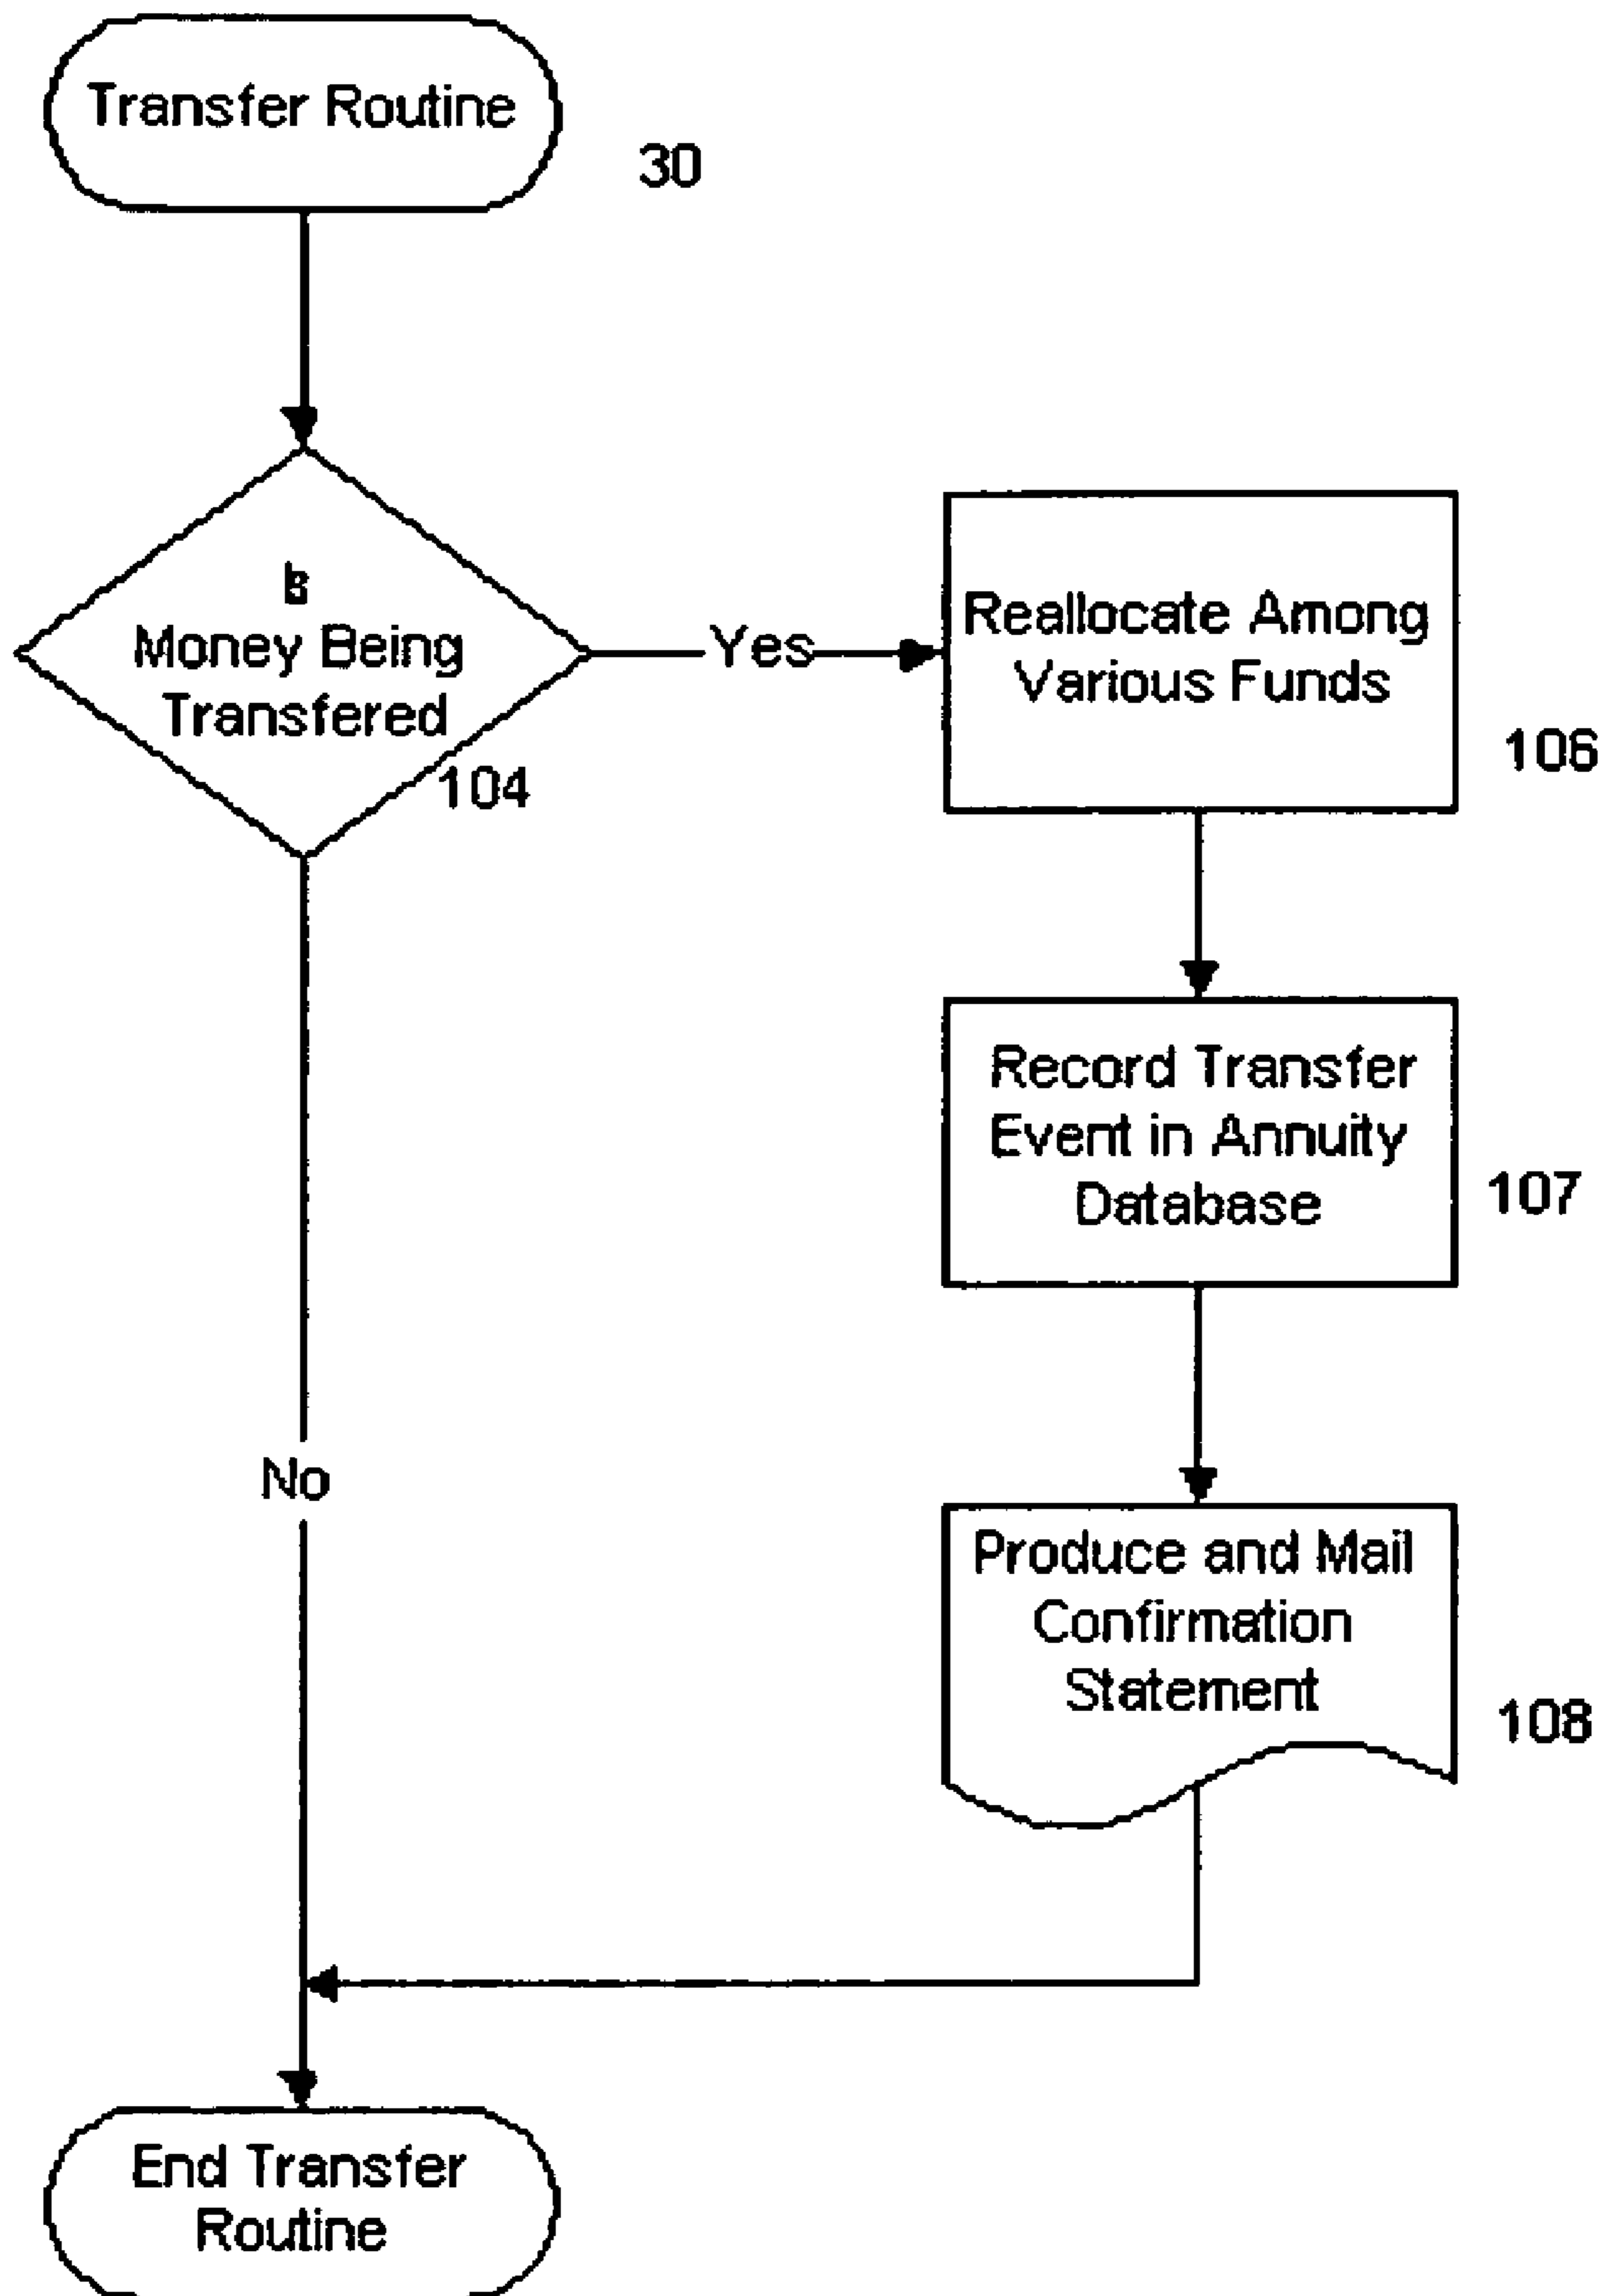 Transfer Routine
30
Is
Money Being
Transfered
104
Yes
Reallocate Among
Various Funds
106
Record Transfer
Event in Annuity
Database
107
No
Produce and Mail
Confirmation
Statement
108
End Transfer
Routine